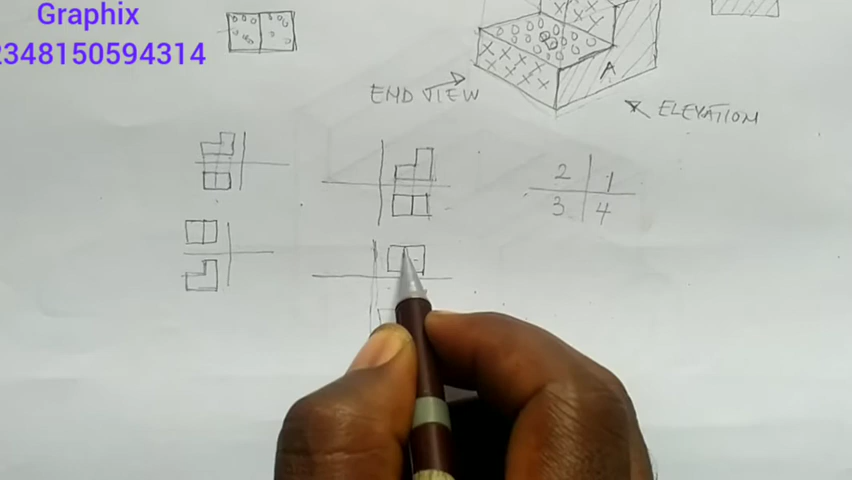 Graphix
2348150594314
A
END VIEW
ELEVATION
2 1
3 4